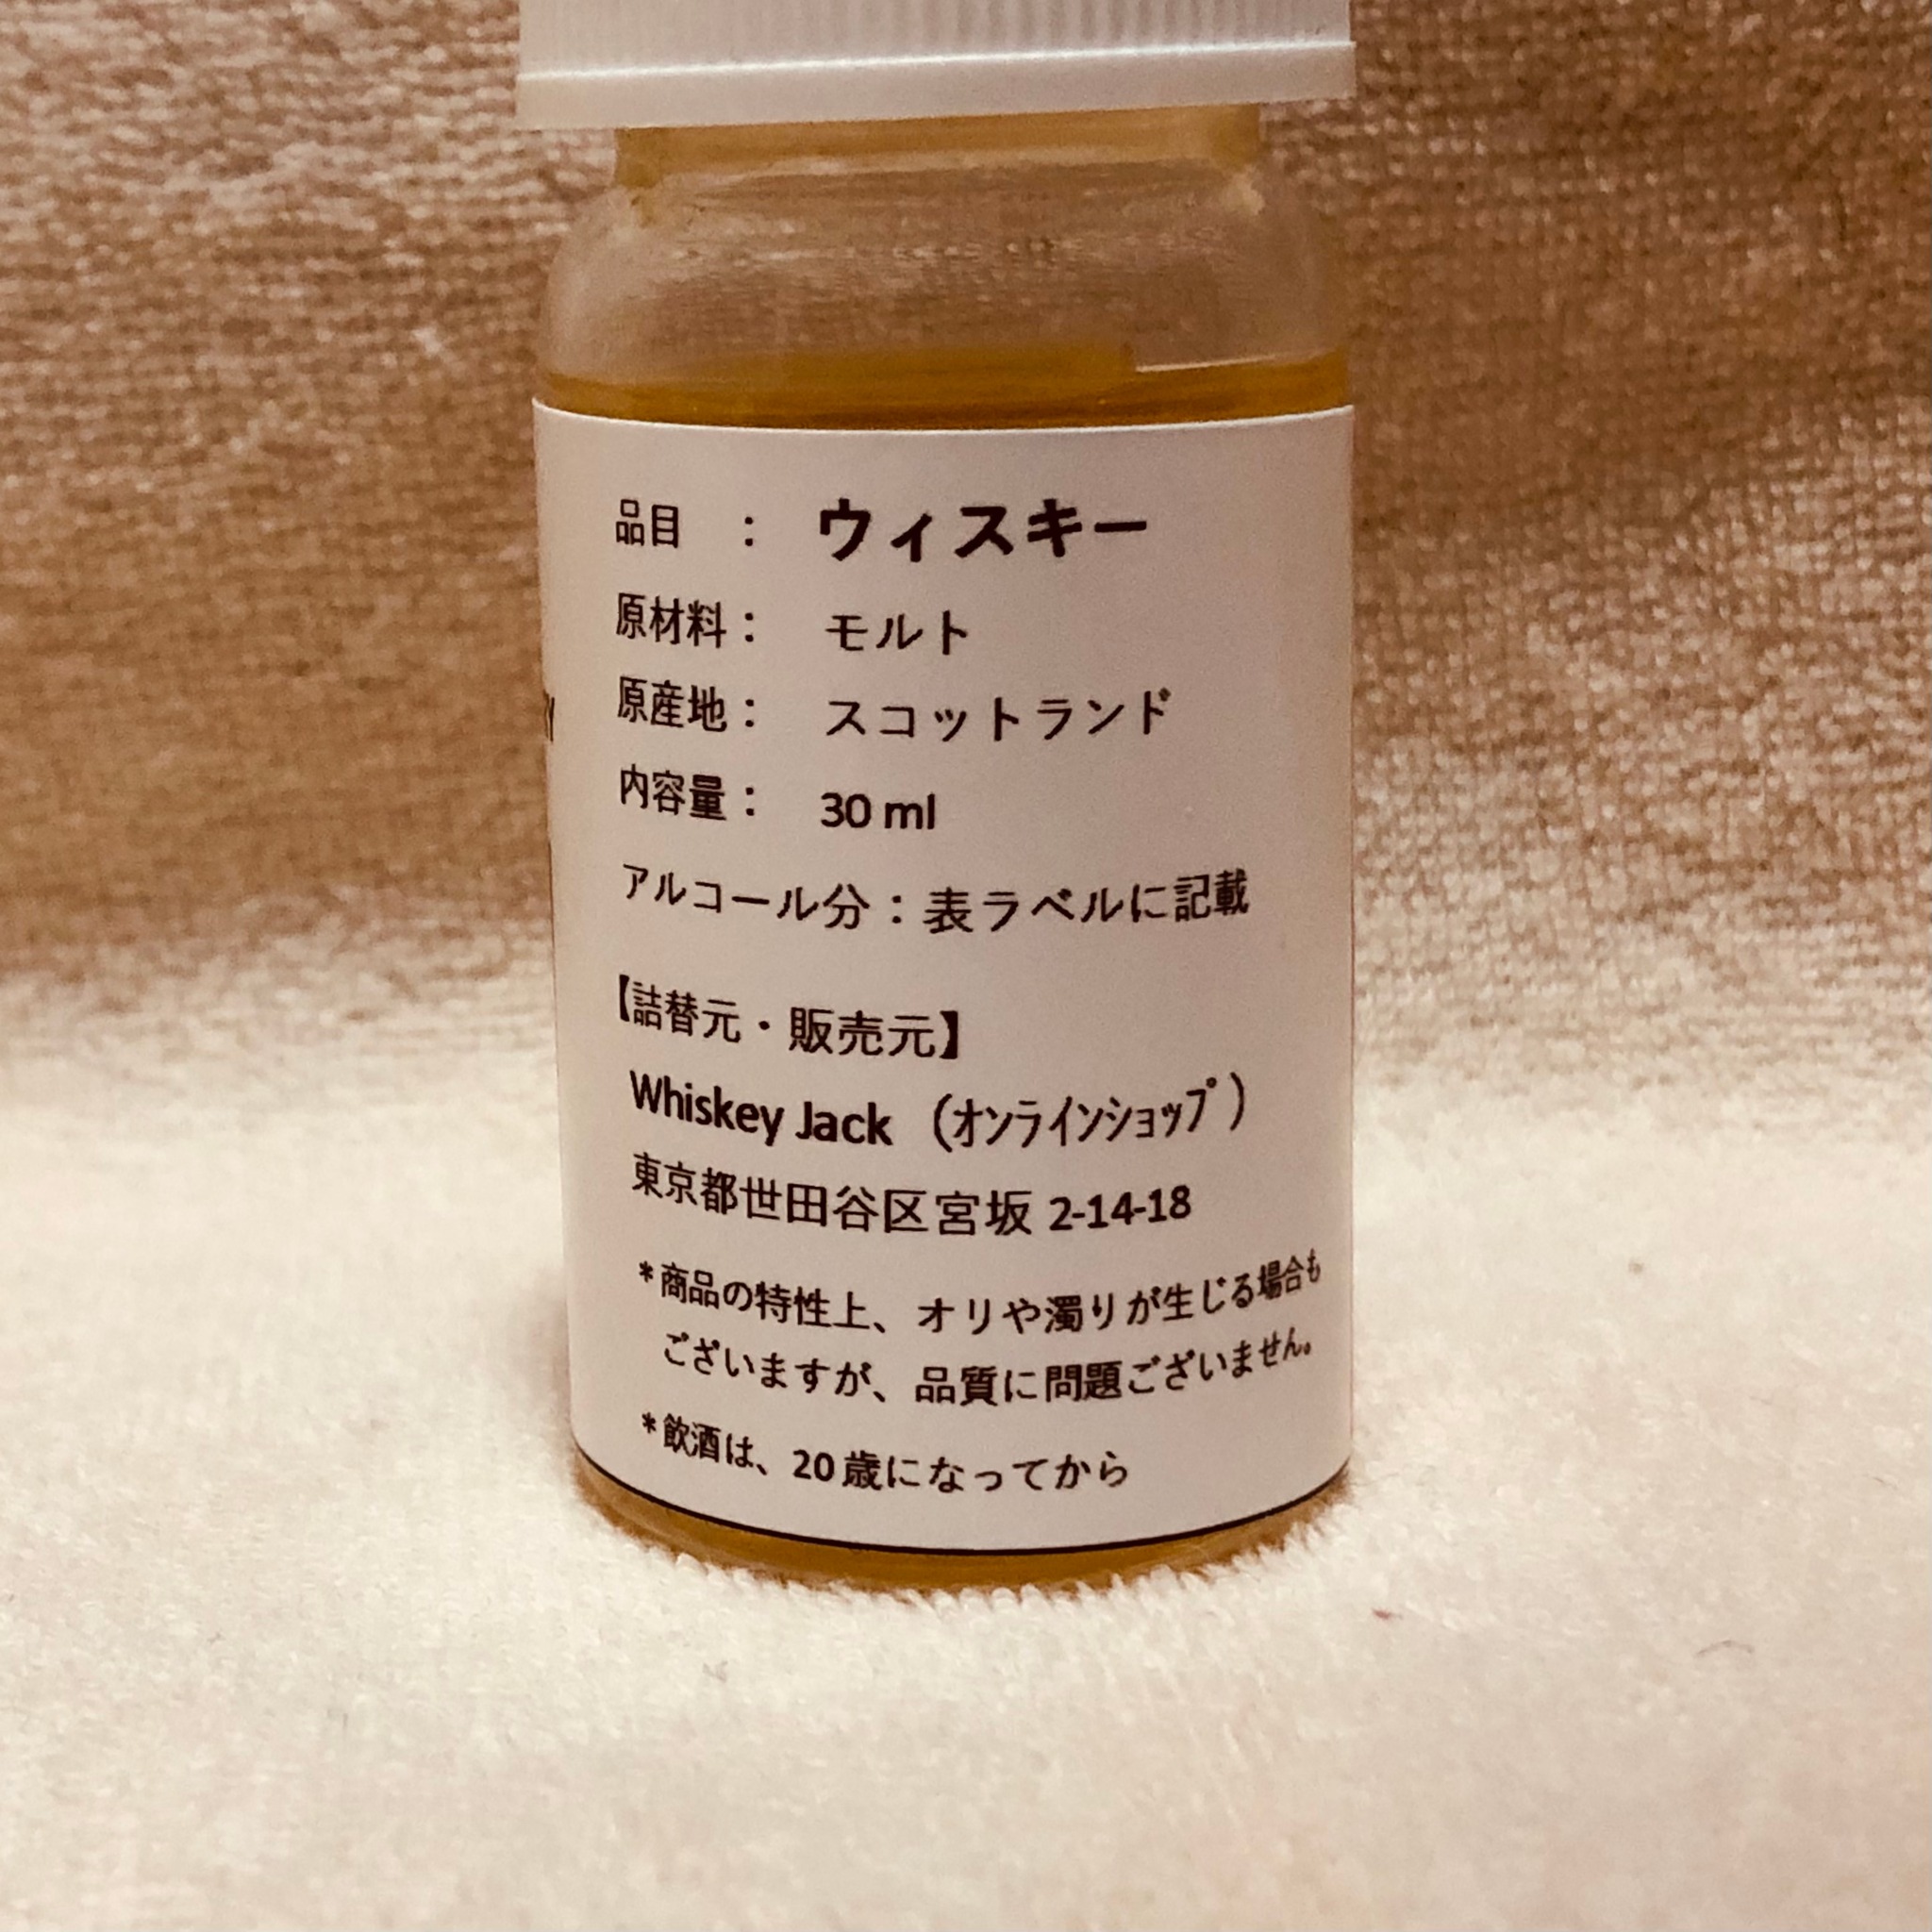 品目　：　ウィスキー
原材料：　モルト
原産地：　スコットランド
内容量：　30 ml
アルコール分：表ラベルに記載
【詰替元・販売元】
Whiskey Jack （ｵﾝﾗｲﾝｼｮｯﾌﾟ）
東京都世田谷区宮坂 2-14-18
*商品の特性上、オリや濁りが生じる場合も
ございますが、品質に問題ございません。
*飲酒は、20歳になってから